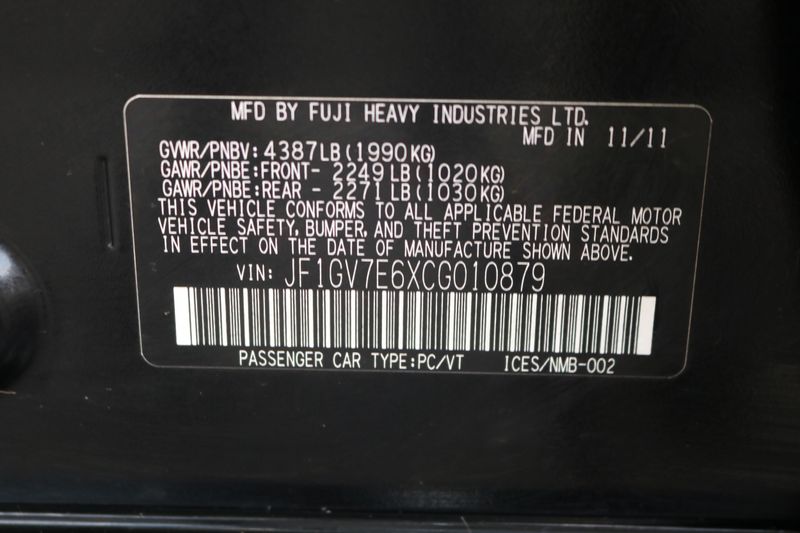 MFD BY FUJI HEAVY INDUSTRIES LTD.
MFD IN 11/11
GVWR/PNBV: 4387LB(1990KG)
GAWR/PNBE:FRONT- 2249LB(1020KG)
GAWR/PNBE:REAR - 2271LB(1030KG)
THIS VEHICLE CONFORMS TO ALL APPLICABLE FEDERAL MOTOR
VEHICLE SAFETY, BUMPER, AND THEFT PREVENTION STANDARDS
IN EFFECT ON THE DATE OF MANUFACTURE SHOWN ABOVE.
VIN: JF1GV7E6XCG010879
PASSENGER CAR TYPE:PC/VT ICES/NMB-002